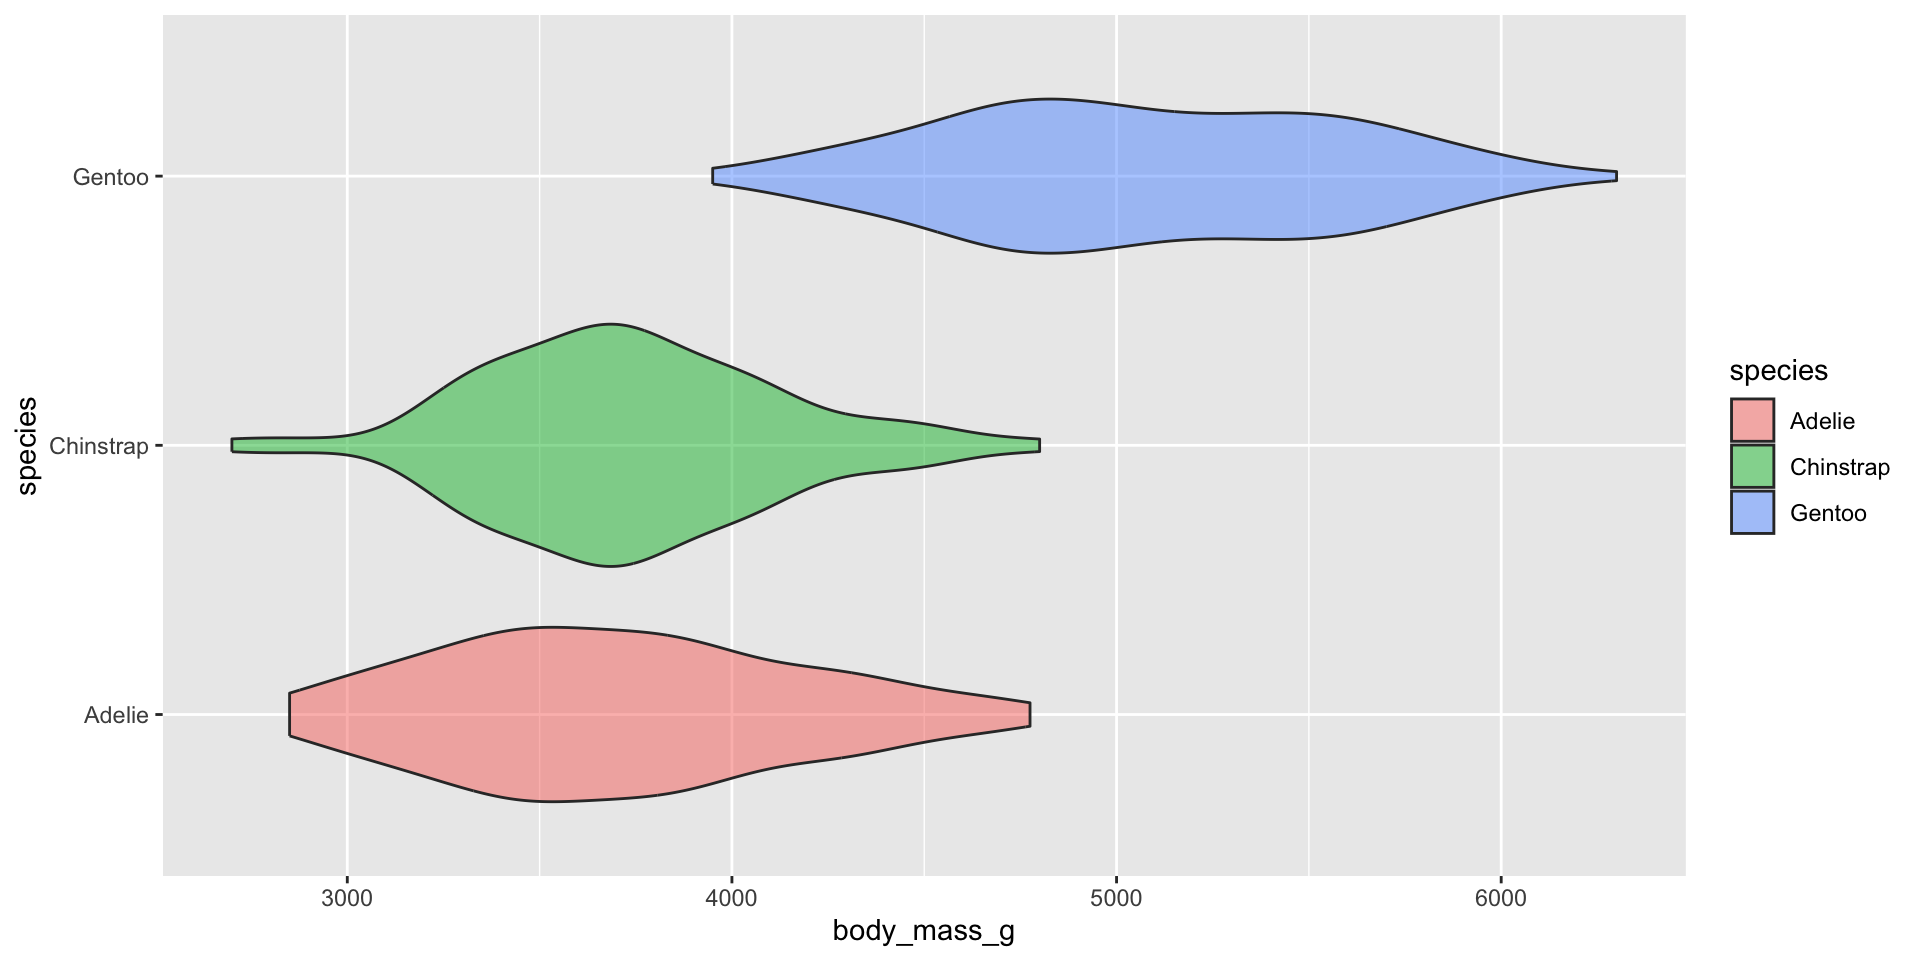 Gentoo
Chinstrap
Adelie
species
3000
4000
5000
6000
body_mass_g
species
Adelie
Chinstrap
Gentoo